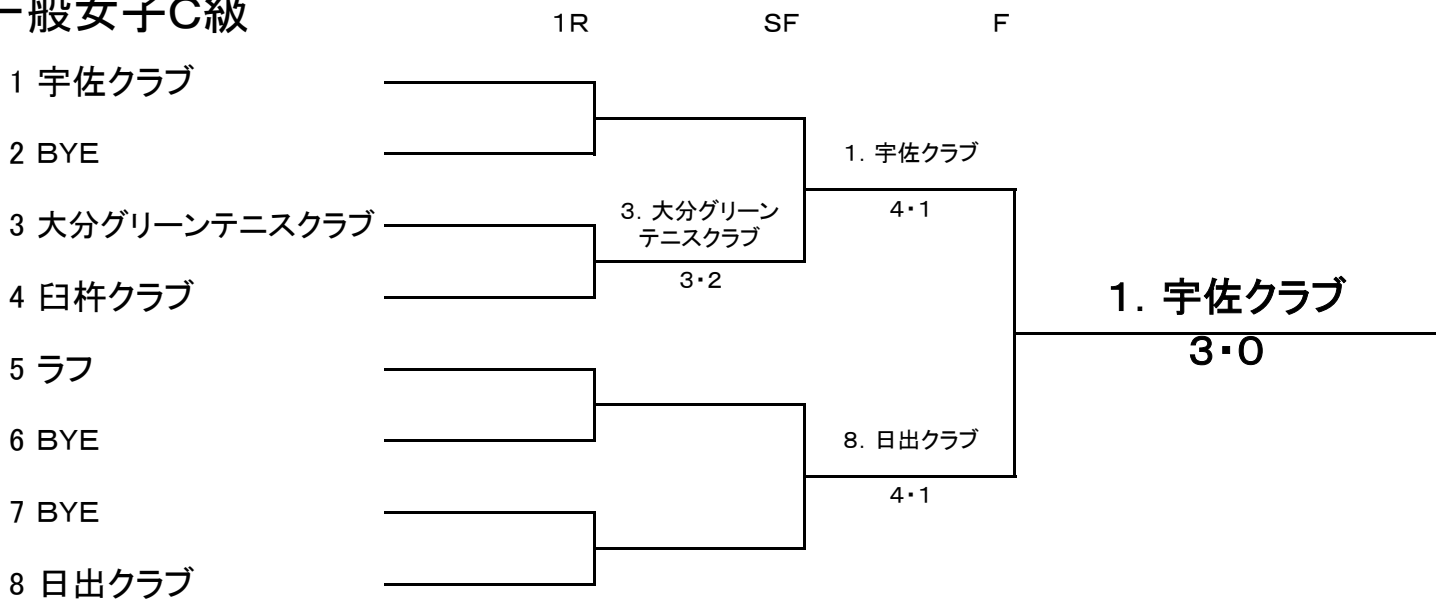 一般女子C級
1R SF F
1 宇佐クラブ
2 BYE
1. 宇佐クラブ
4・1
3 大分グリーンテニスクラブ
3. 大分グリーン
テニスクラブ
3・2
4 臼杵クラブ
1. 宇佐クラブ
3・0
5 ラフ
6 BYE
8. 日出クラブ
4・1
7 BYE
8 日出クラブ